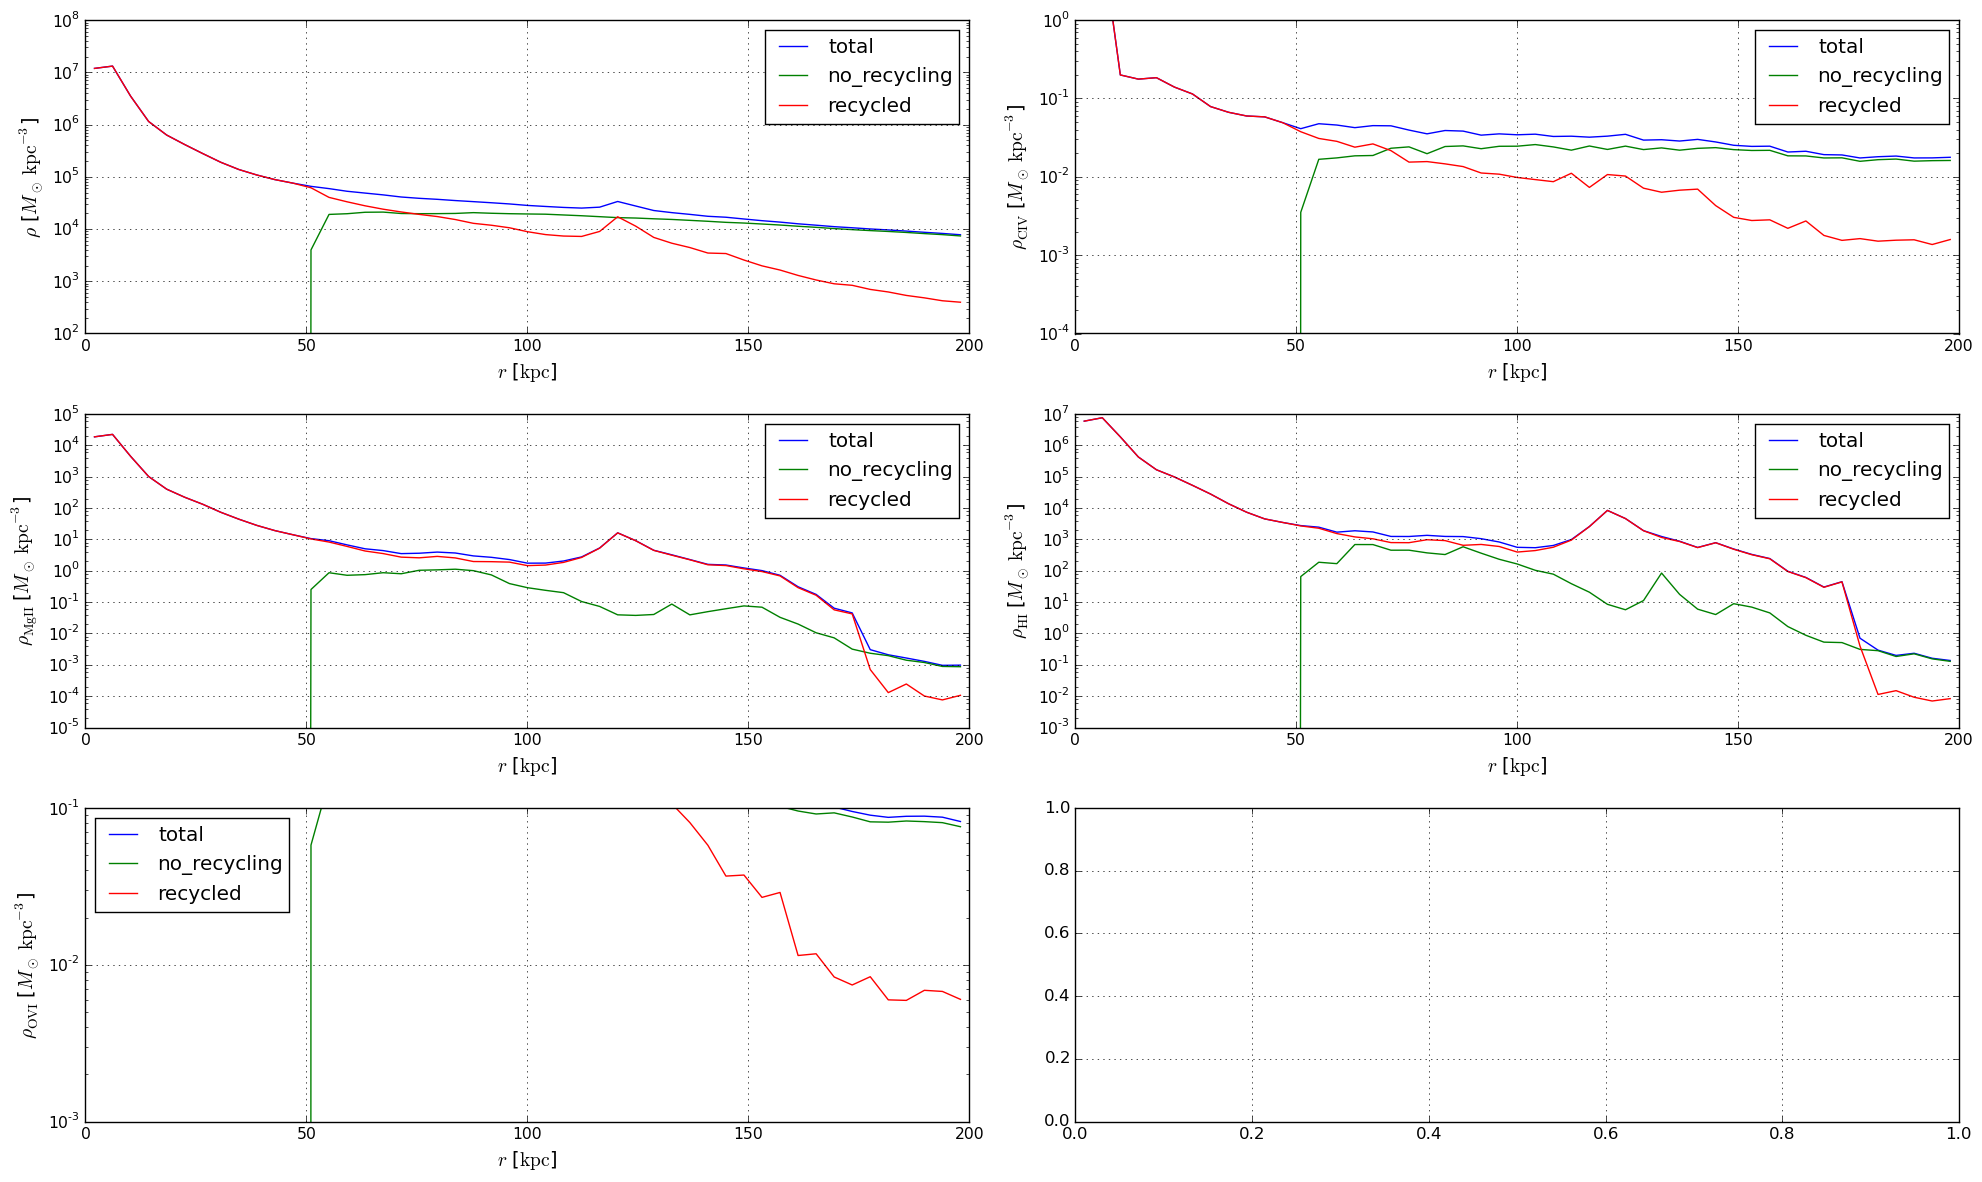 10^8
10^7
10^6
10^5
10^4
10^3
10^2
ρ [M_⊙ kpc^{-3}]
total
no_recycling
recycled
0 50 100 150 200
r [kpc]
10^0
10^{-1}
10^{-2}
10^{-3}
10^{-4}
ρ_CIV [M_⊙ kpc^{-3}]
total
no_recycling
recycled
0 50 100 150 200
r [kpc]
10^5
10^4
10^3
10^2
10^1
10^0
10^{-1}
10^{-2}
10^{-3}
10^{-4}
10^{-5}
ρ_MgII [M_⊙ kpc^{-3}]
total
no_recycling
recycled
0 50 100 150 200
r [kpc]
10^7
10^6
10^5
10^4
10^3
10^2
10^1
10^0
10^{-1}
10^{-2}
10^{-3}
ρ_HI [M_⊙ kpc^{-3}]
total
no_recycling
recycled
0 50 100 150 200
r [kpc]
10^{-1}
10^{-2}
10^{-3}
ρ_OVI [M_⊙ kpc^{-3}]
total
no_recycling
recycled
0 50 100 150 200
r [kpc]
1.0
0.8
0.6
0.4
0.2
0.0
0.0 0.2 0.4 0.6 0.8 1.0